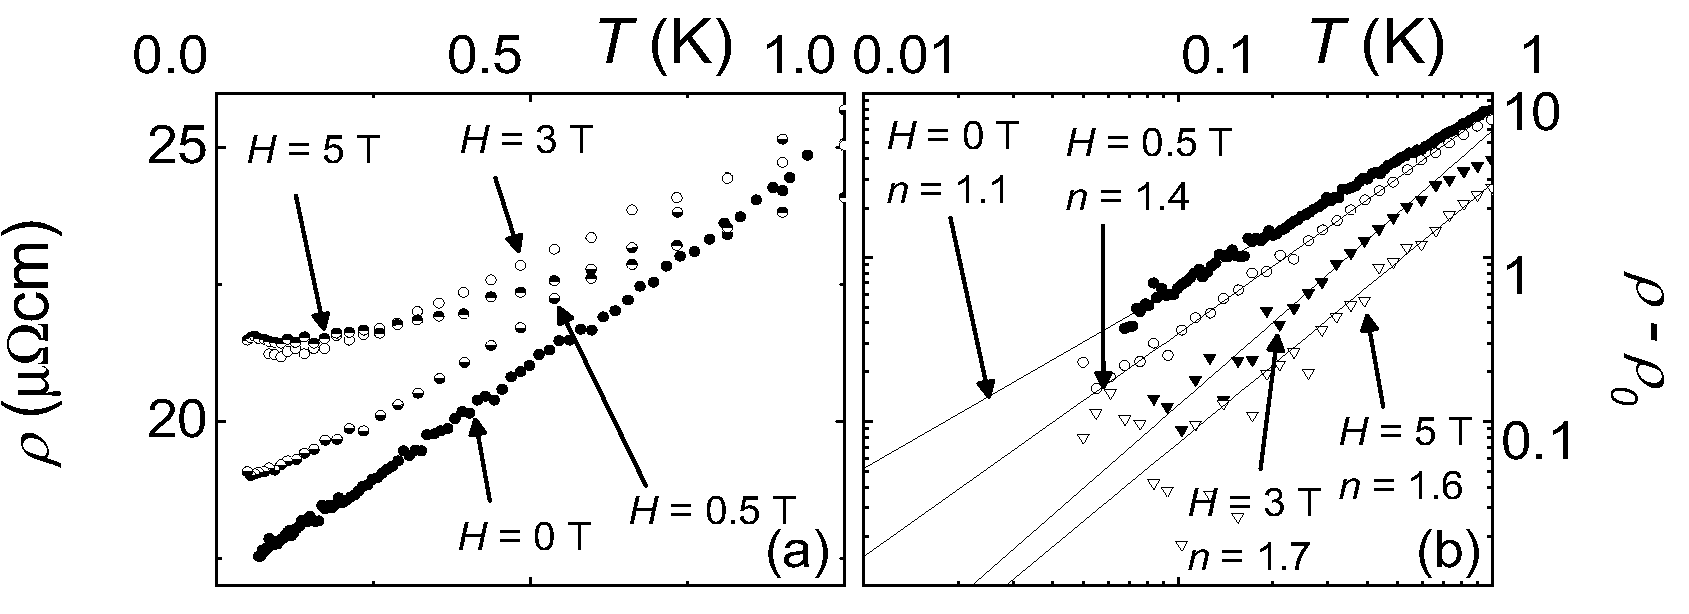 0.0 0.5 T (K) 1.0 0.01 0.1 T (K) 1
25
20
ρ (μΩcm)
H = 5 T
H = 3 T
H = 0.5 T
H = 0 T
(a)
H = 0 T
n = 1.1
H = 0.5 T
n = 1.4
H = 3 T
n = 1.7
H = 5 T
n = 1.6
(b)
10
1
0.1
ρ - ρ0